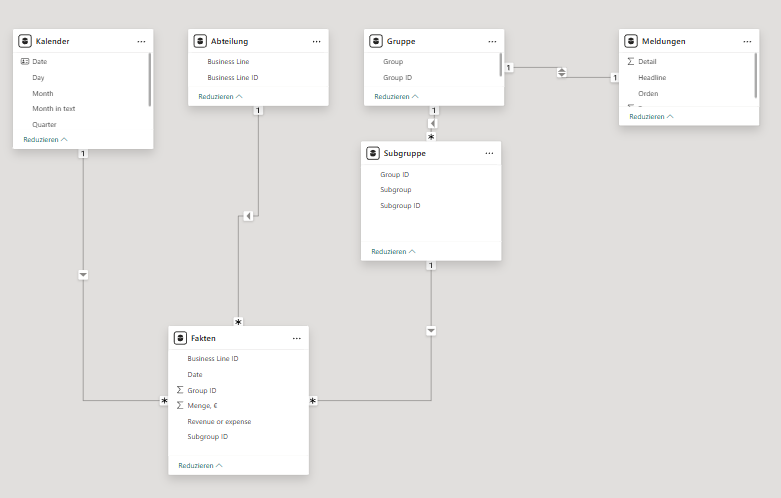 Kalender
Date
Day
Month
Month in text
Quarter
Reduzieren
Abteilung
Business Line
Business Line ID
Reduzieren
Gruppe
Group
Group ID
Reduzieren
Meldungen
Detail
Headline
Orden
Reduzieren
1
1
1
1
1
*
Subgruppe
Group ID
Subgroup
Subgroup ID
Reduzieren
1
*
Fakten
Business Line ID
Date
Group ID
Menge, €
Revenue or expense
Subgroup ID
Reduzieren
*
*